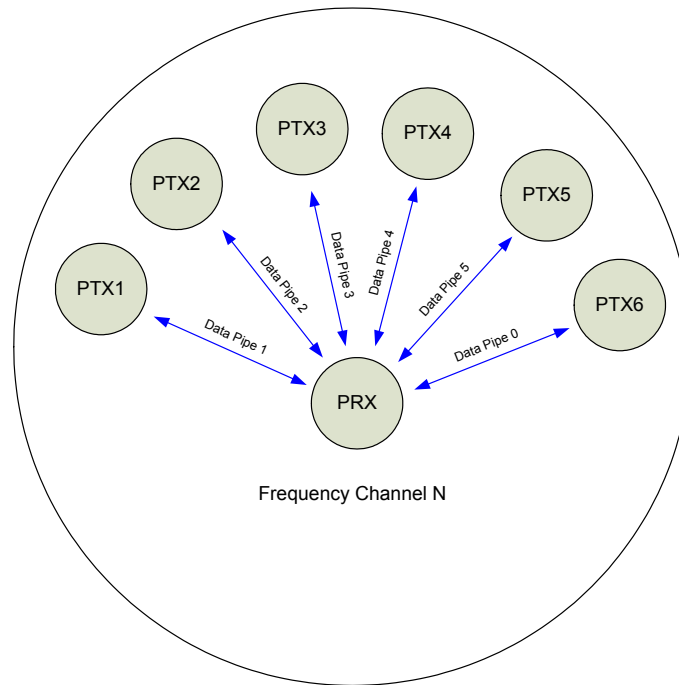 PTX3
PTX4
PTX2
PTX5
PTX1
PTX6
Data Pipe 1
Data Pipe 2
Data Pipe 3
Data Pipe 4
Data Pipe 5
Data Pipe 0
PRX
Frequency Channel N